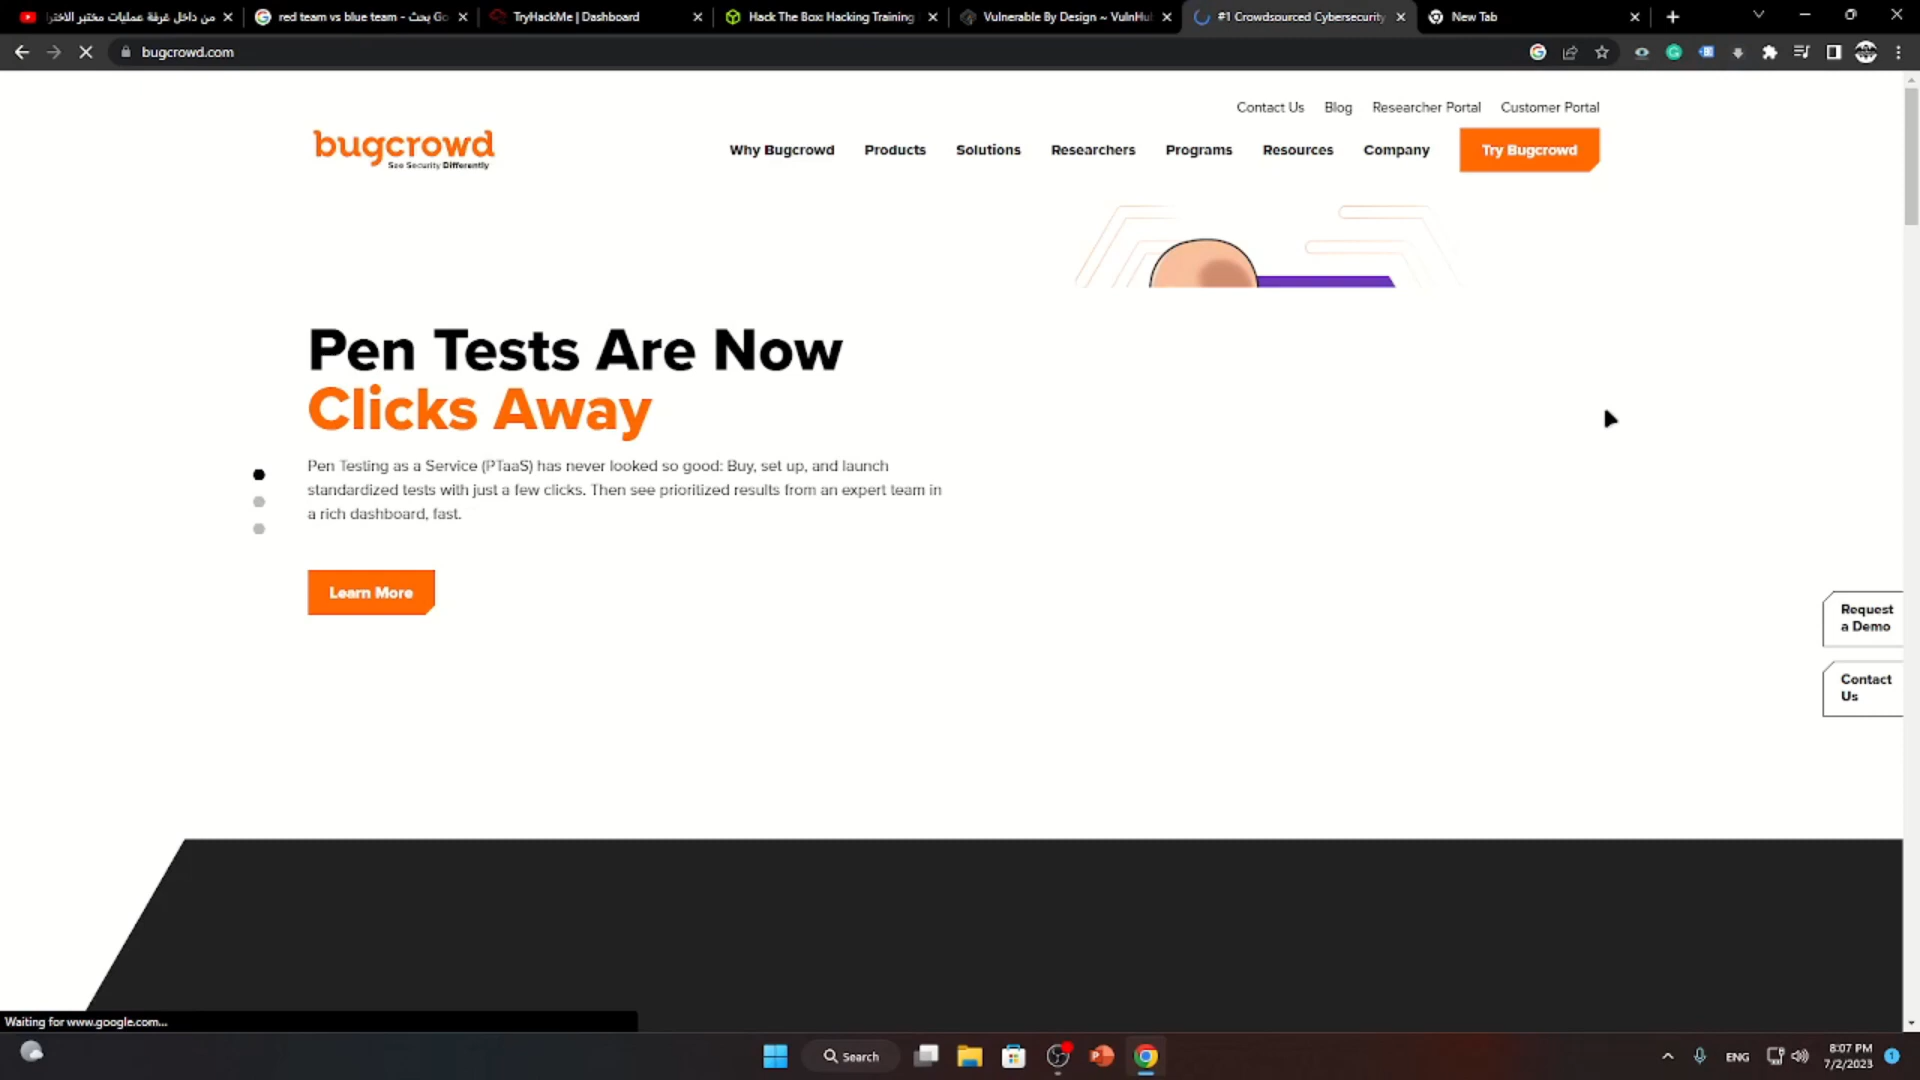 من داخل غرفة عمليات مختبر الاخترا
red team vs blue team - بحث Go
TryHackMe | Dashboard
Hack The Box: Hacking Training
Vulnerable By Design ~ VulnHu
#1 Crowdsourced Cybersecurity
New Tab
bugcrowd.com
Contact Us
Blog
Researcher Portal
Customer Portal
bugcrowd
See Security Differently
Why Bugcrowd
Products
Solutions
Researchers
Programs
Resources
Company
Try Bugcrowd
Pen Tests Are Now
Clicks Away
Pen Testing as a Service (PTaaS) has never looked so good: Buy, set up, and launch
standardized tests with just a few clicks. Then see prioritized results from an expert team in
a rich dashboard, fast.
Learn More
Request
a Demo
Contact
Us
Waiting for www.google.com...
Search
ENG
8:07 PM
7/2/2023
1